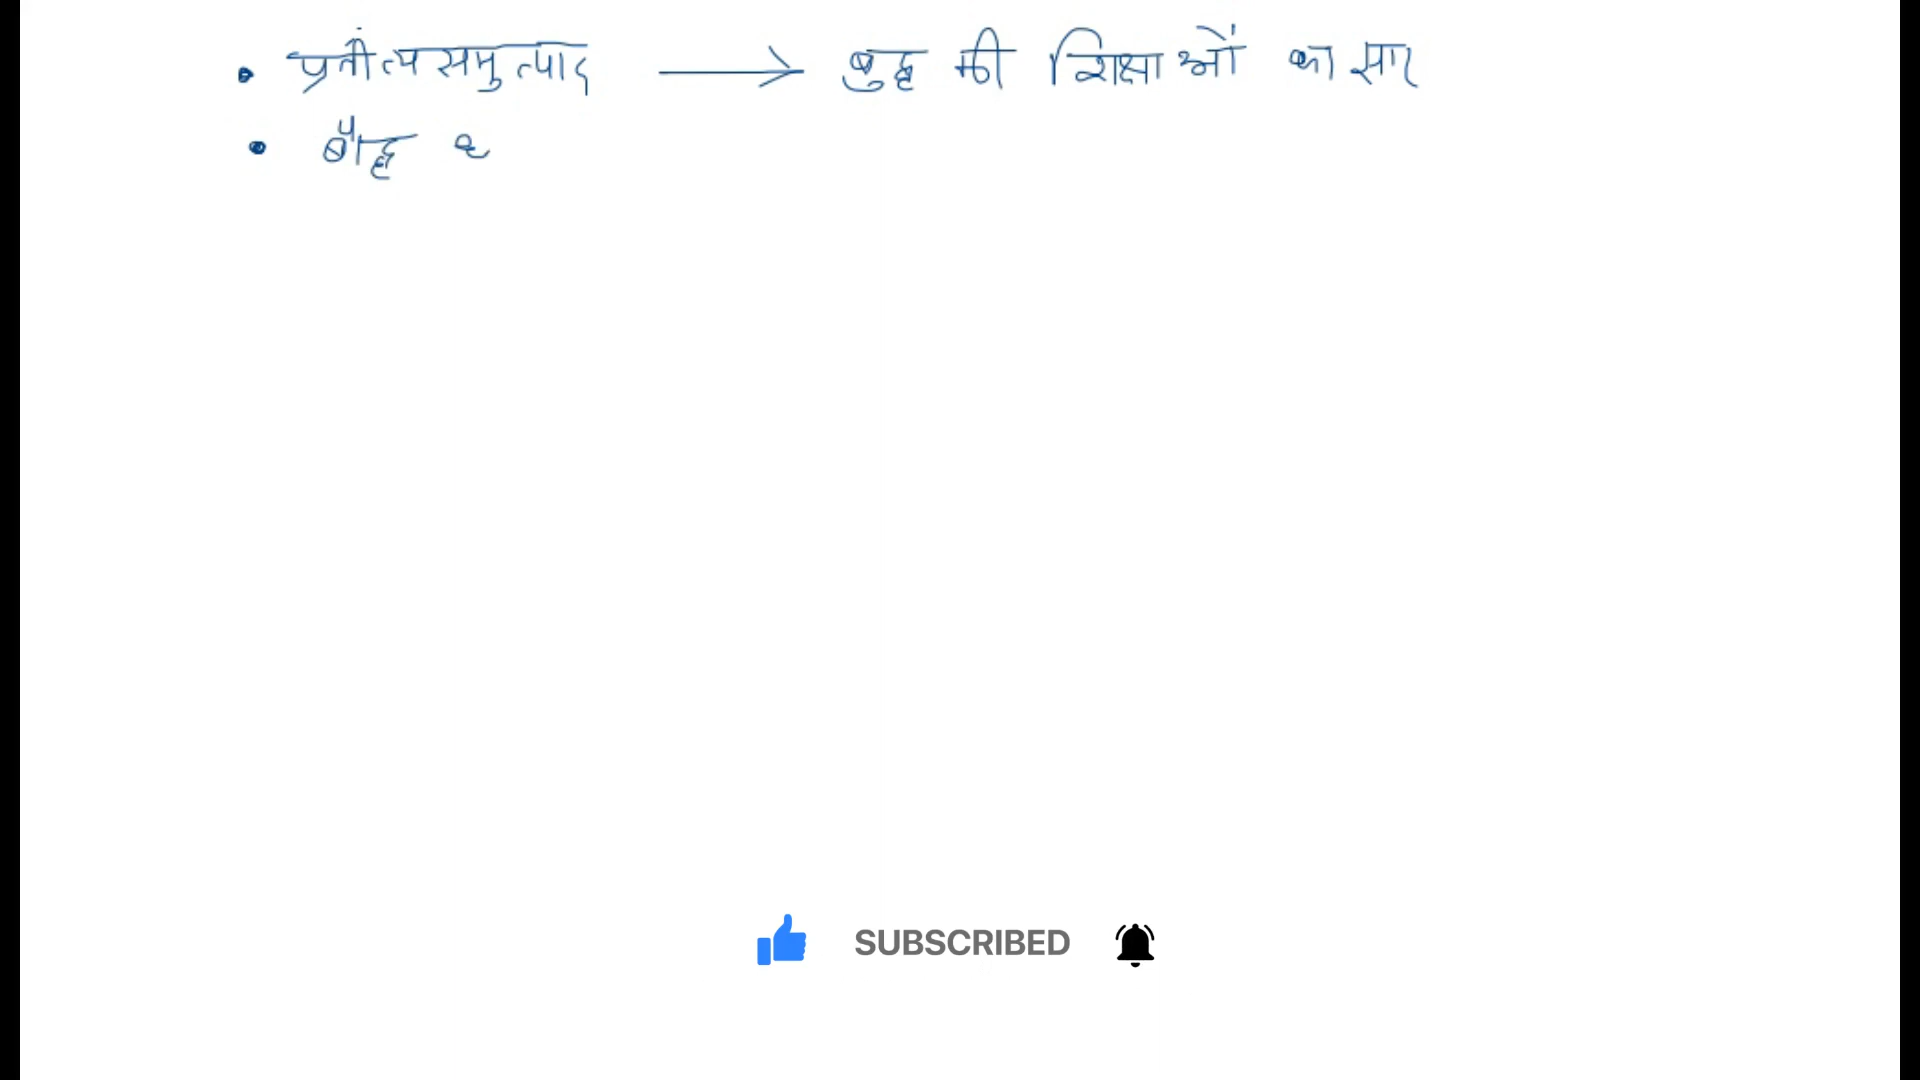 • प्रतीत्यसमुत्पाद → बुद्ध की शिक्षाओं का सार
• बौद्ध
SUBSCRIBED